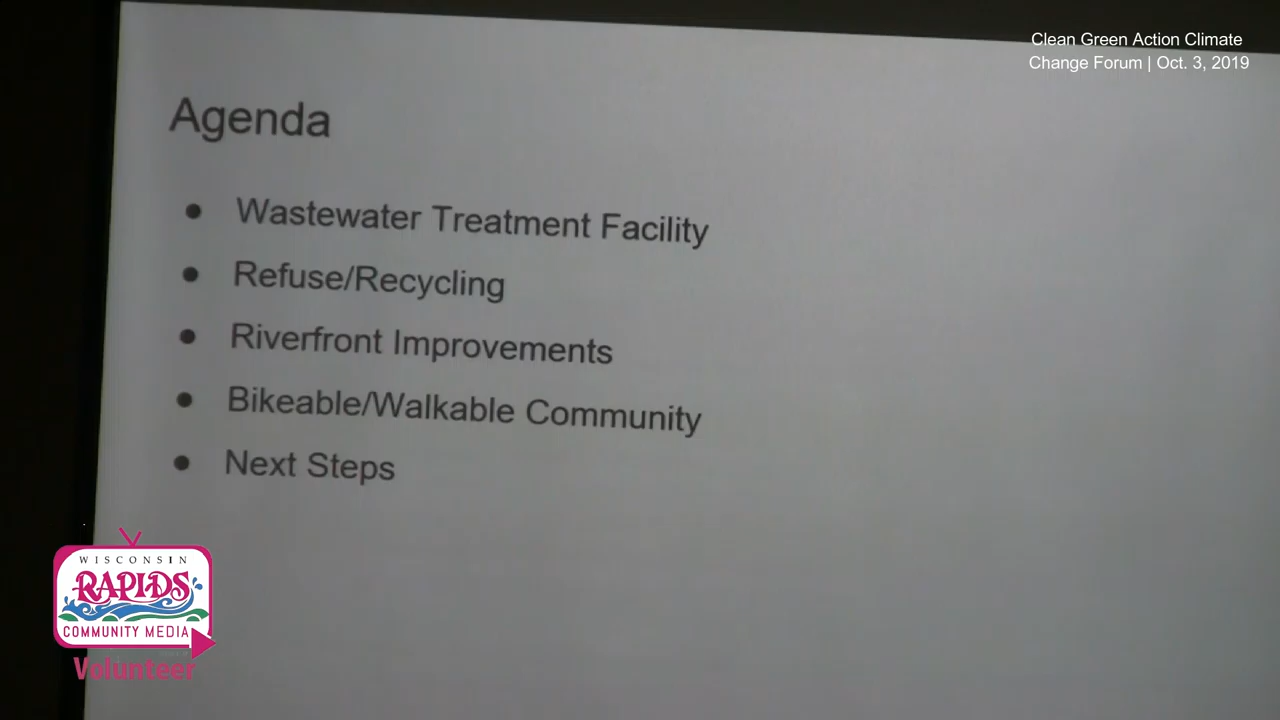 Clean Green Action Climate
Change Forum | Oct. 3, 2019
Agenda
● Wastewater Treatment Facility
● Refuse/Recycling
● Riverfront Improvements
● Bikeable/Walkable Community
● Next Steps
WISCONSIN
RAPIDS
COMMUNITY MEDIA
Volunteer